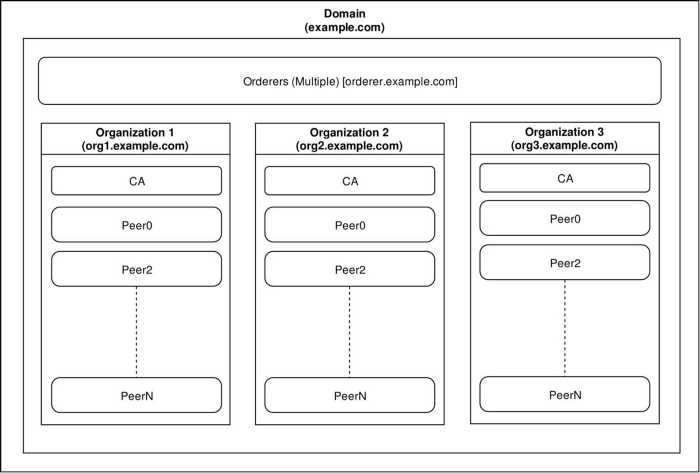 Domain
(example.com)
Orderers (Multiple) [orderer.example.com]
Organization 1
(org1.example.com)
CA
Peer0
Peer2
PeerN
Organization 2
(org2.example.com)
CA
Peer0
Peer2
PeerN
Organization 3
(org3.example.com)
CA
Peer0
Peer2
PeerN